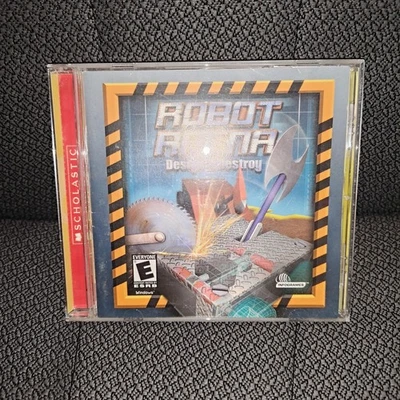 SCHOLASTIC
ROBOT
ARENA
Design & Destroy
EVERYONE
E
ESRB
Windows
INFOGRAMES